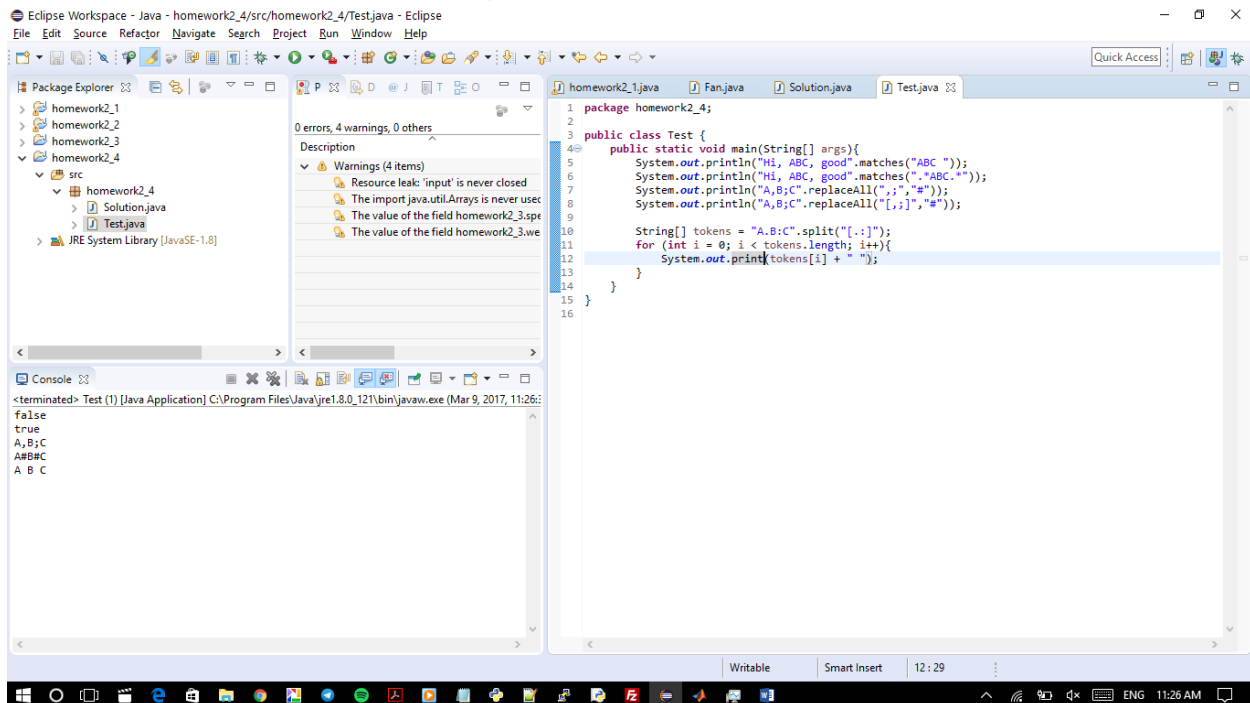 Eclipse Workspace - Java - homework2_4/src/homework2_4/Test.java - Eclipse
File Edit Source Refactor Navigate Search Project Run Window Help
Quick Access
Package Explorer
homework2_1
homework2_2
homework2_3
homework2_4
src
homework2_4
Solution.java
Test.java
JRE System Library [JavaSE-1.8]
P D @ J T O
0 errors, 4 warnings, 0 others
Description
Warnings (4 items)
Resource leak: 'input' is never closed
The import java.util.Arrays is never used
The value of the field homework2_3.spe
The value of the field homework2_3.we
homework2_1.java Fan.java Solution.java Test.java
1 package homework2_4;
2
3 public class Test {
4 public static void main(String[] args){
5 System.out.println("Hi, ABC, good".matches("ABC "));
6 System.out.println("Hi, ABC, good".matches(".*ABC.*"));
7 System.out.println("A,B;C".replaceAll(",;","#"));
8 System.out.println("A,B;C".replaceAll("[,;]","#"));
9
10 String[] tokens = "A.B:C".split("[.:]");
11 for (int i = 0; i < tokens.length; i++){
12 System.out.print(tokens[i] + " ");
13 }
14 }
15 }
16
Console
<terminated> Test (1) [Java Application] C:\Program Files\Java\jre1.8.0_121\bin\javaw.exe (Mar 9, 2017, 11:26:
false
true
A,B;C
A#B#C
A B C
Writable Smart Insert 12 : 29
ENG 11:26 AM